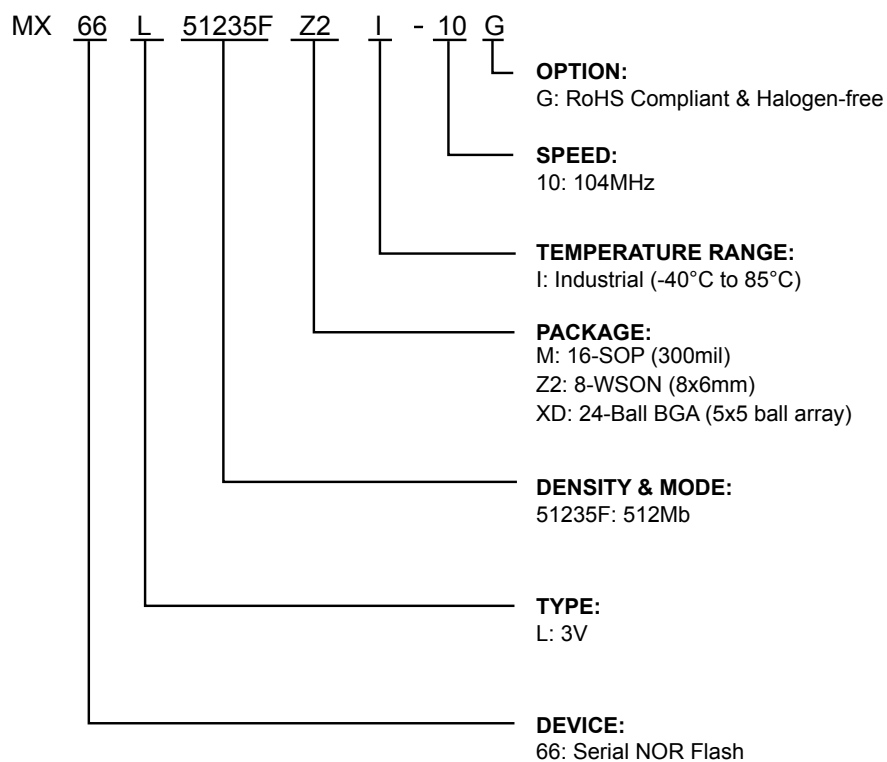 MX 66 L 51235F Z2 I - 10 G
OPTION:
G: RoHS Compliant & Halogen-free
SPEED:
10: 104MHz
TEMPERATURE RANGE:
I: Industrial (-40°C to 85°C)
PACKAGE:
M: 16-SOP (300mil)
Z2: 8-WSON (8x6mm)
XD: 24-Ball BGA (5x5 ball array)
DENSITY & MODE:
51235F: 512Mb
TYPE:
L: 3V
DEVICE:
66: Serial NOR Flash